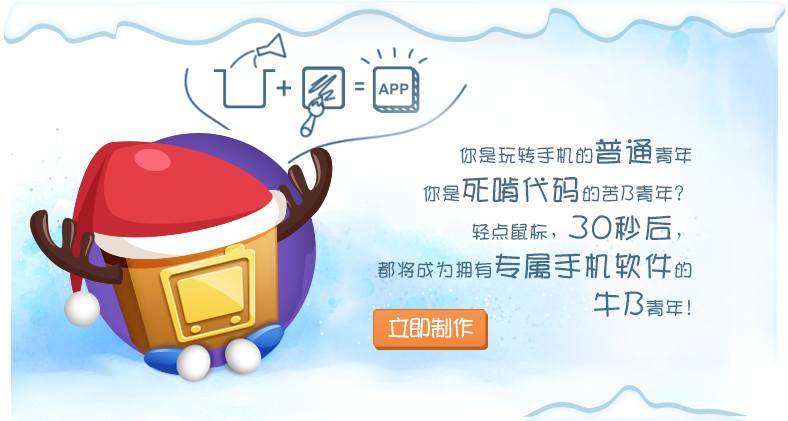 + = APP
你是玩转手机的普通青年
你是死啃代码的苦乃青年?
轻点鼠标，30秒后，
都将成为拥有专属手机软件的
牛乃青年!
立即制作